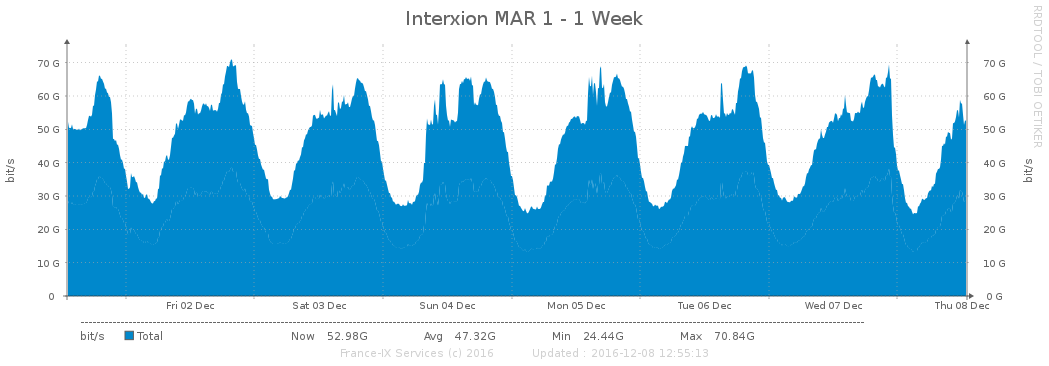 Interxion MAR 1 - 1 Week
RRDTOOL / TOBI OETIKER
bit/s
70 G
60 G
50 G
40 G
30 G
20 G
10 G
0
70 G
60 G
50 G
40 G
30 G
20 G
10 G
0 G
bit/s
Fri 02 Dec Sat 03 Dec Sun 04 Dec Mon 05 Dec Tue 06 Dec Wed 07 Dec Thu 08 Dec
bit/s Total Now 52.98G Avg 47.32G Min 24.44G Max 70.84G
France-IX Services (c) 2016 Updated : 2016-12-08 12:55:13